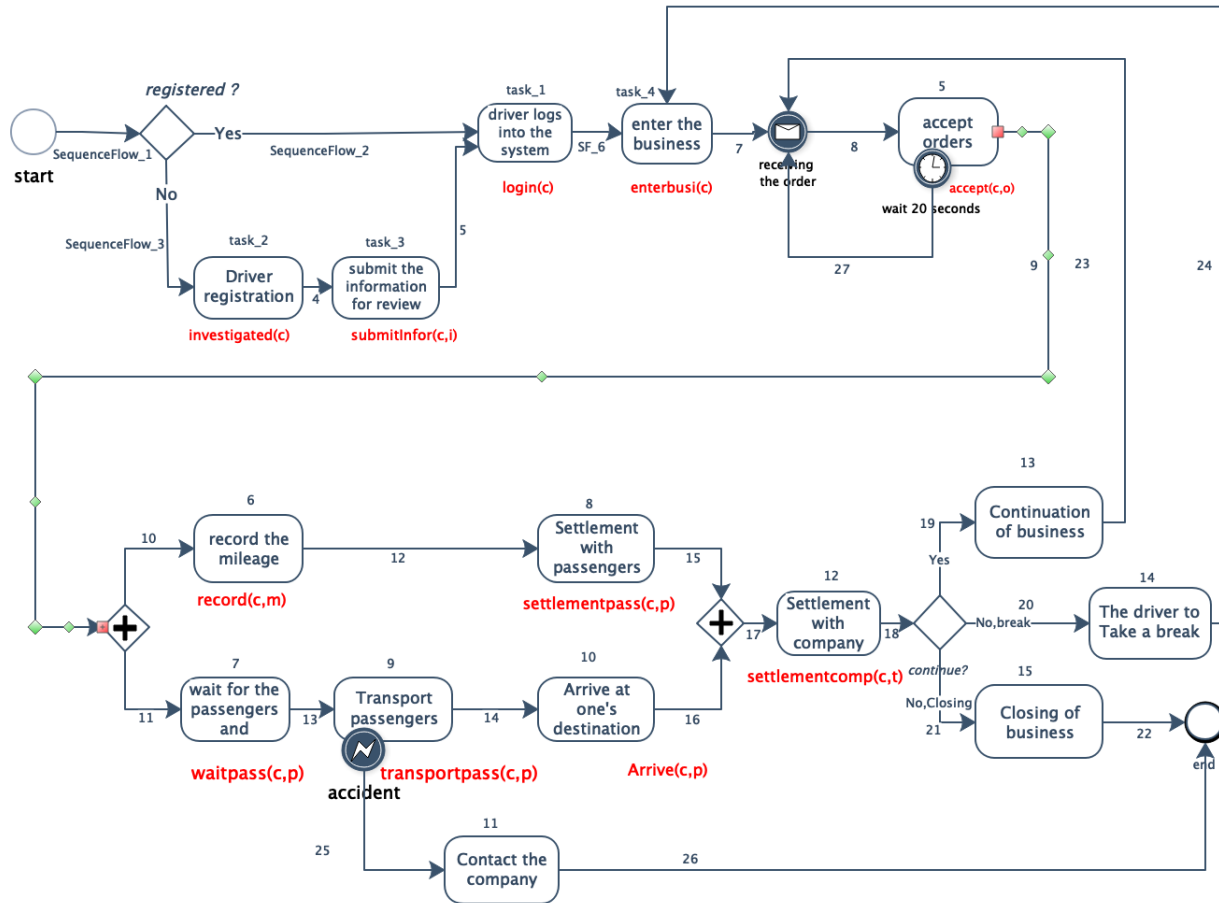 registered ?
Yes
No
start
SequenceFlow_1
SequenceFlow_2
SequenceFlow_3
task_1
driver logs
into the
system
login(c)
SF_6
task_4
enter the
business
enterbusi(c)
7
receiving
the order
8
5
accept
orders
accept(c,o)
wait 20 seconds
27
9
23
24
task_2
Driver
registration
investigated(c)
4
task_3
submit the
information
for review
submitInfor(c,i)
5
10
6
record the
mileage
record(c,m)
12
8
Settlement
with
passengers
settlementpass(c,p)
15
11
7
wait for the
passengers
and
waitpass(c,p)
13
9
Transport
passengers
transportpass(c,p)
accident
14
10
Arrive at
one's
destination
Arrive(c,p)
16
17
12
Settlement
with
company
settlementcomp(c,t)
18
continue?
19
Yes
13
Continuation
of business
20
No,break
14
The driver to
Take a break
No,Closing
21
15
Closing of
business
22
end
25
11
Contact the
company
26